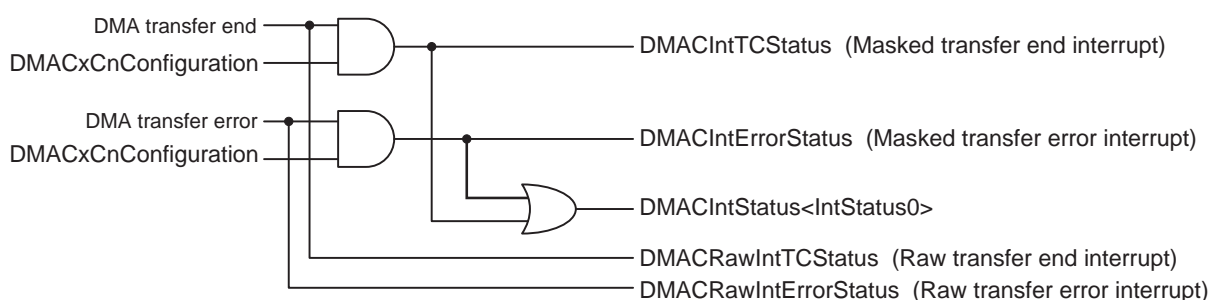 DMA transfer end
DMACIntTCStatus (Masked transfer end interrupt)
DMACxCnConfiguration
DMA transfer error
DMACIntErrorStatus (Masked transfer error interrupt)
DMACxCnConfiguration
DMACIntStatus<IntStatus0>
DMACRawIntTCStatus (Raw transfer end interrupt)
DMACRawIntErrorStatus (Raw transfer error interrupt)